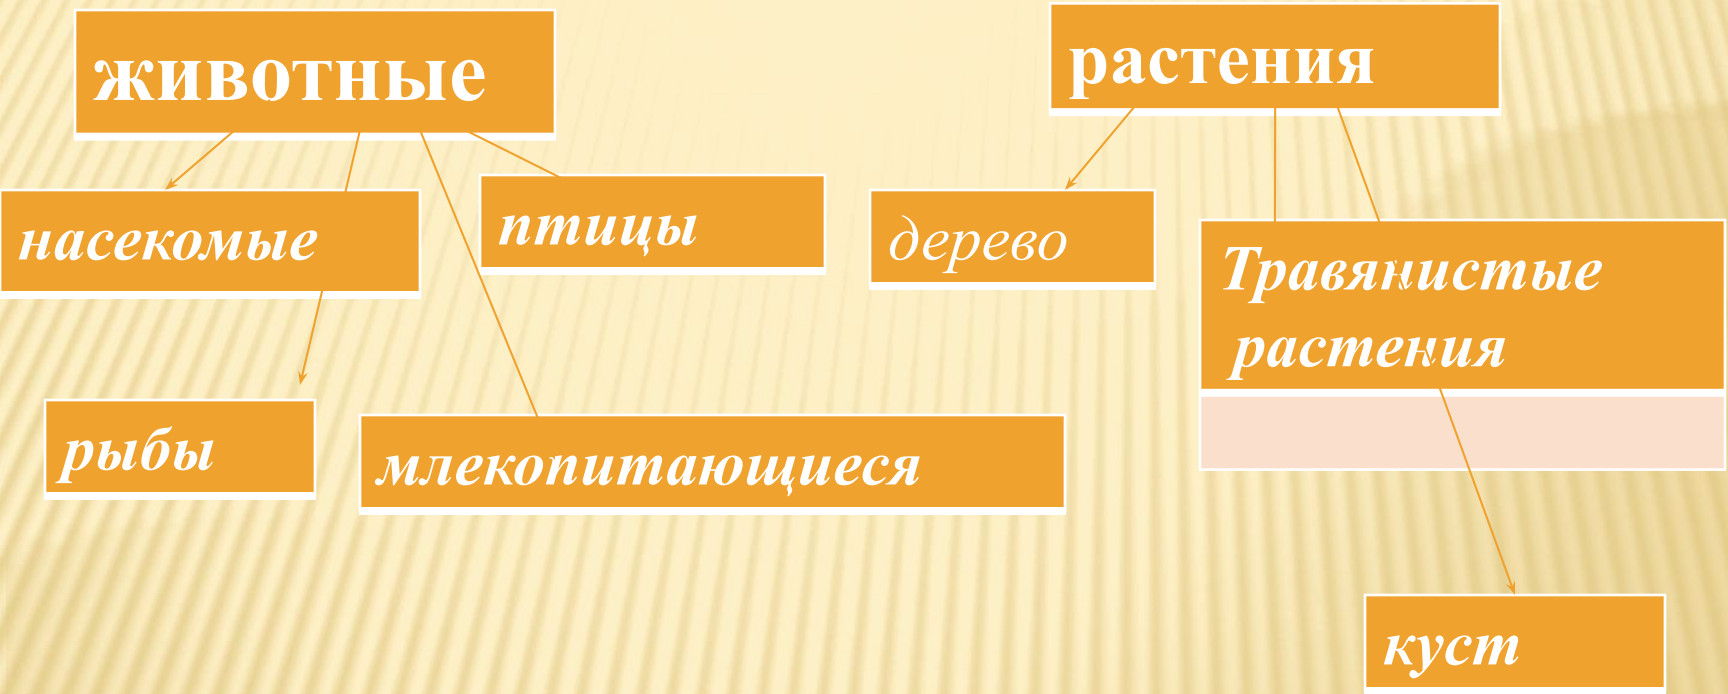 животные
растения
насекомые
птицы
дерево
Травянистые
растения
рыбы
млекопитающиеся
куст